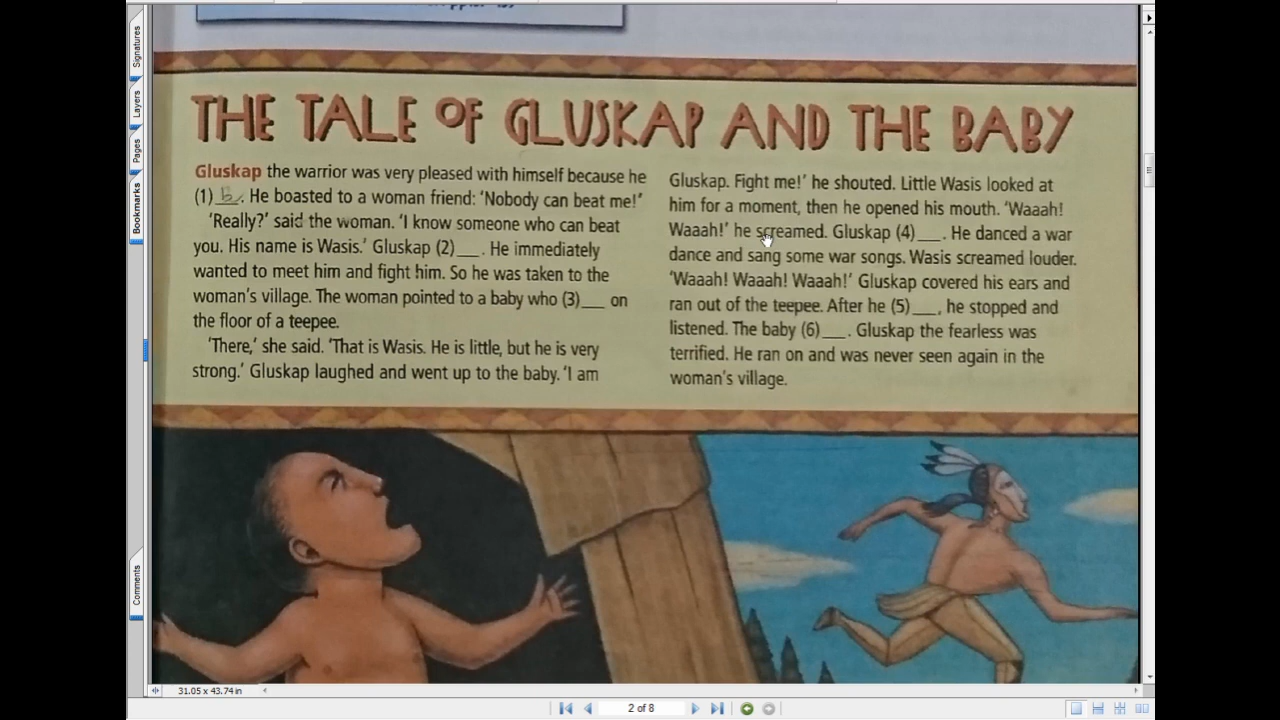 Signatures
Layers
Pages
Bookmarks
Comments
THE TALE OF GLUSKAP AND THE BABY
Gluskap the warrior was very pleased with himself because he
(1) b. He boasted to a woman friend: ‘Nobody can beat me!’
‘Really?’ said the woman. ‘I know someone who can beat
you. His name is Wasis.’ Gluskap (2)___. He immediately
wanted to meet him and fight him. So he was taken to the
woman’s village. The woman pointed to a baby who (3)___ on
the floor of a teepee.
‘There,’ she said. ‘That is Wasis. He is little, but he is very
strong.’ Gluskap laughed and went up to the baby. ‘I am
Gluskap. Fight me!’ he shouted. Little Wasis looked at
him for a moment, then he opened his mouth. ‘Waaah!
Waaah!’ he screamed. Gluskap (4)___. He danced a war
dance and sang some war songs. Wasis screamed louder.
‘Waaah! Waaah! Waaah!’ Gluskap covered his ears and
ran out of the teepee. After he (5)___, he stopped and
listened. The baby (6)___. Gluskap the fearless was
terrified. He ran on and was never seen again in the
woman’s village.
31.05 x 43.74 in
2 of 8